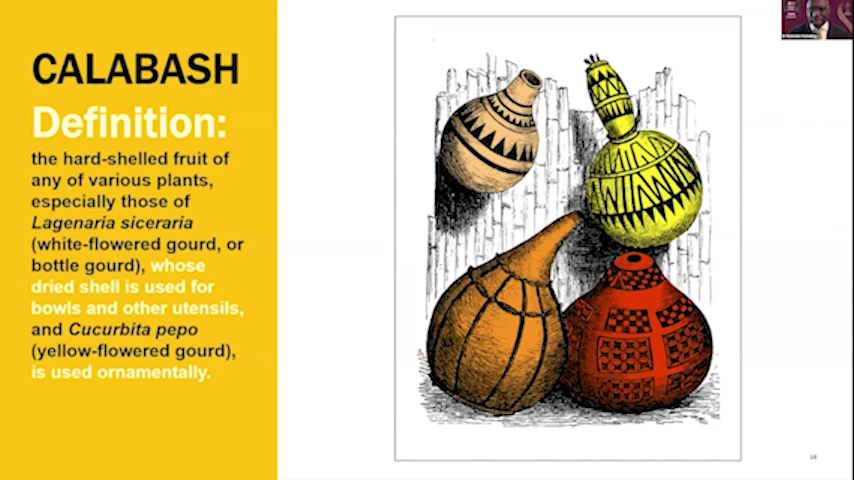 CALABASH
Definition:
the hard-shelled fruit of
any of various plants,
especially those of
Lagenaria siceraria
(white-flowered gourd, or
bottle gourd), whose
dried shell is used for
bowls and other utensils,
and Cucurbita pepo
(yellow-flowered gourd),
is used ornamentally.
18